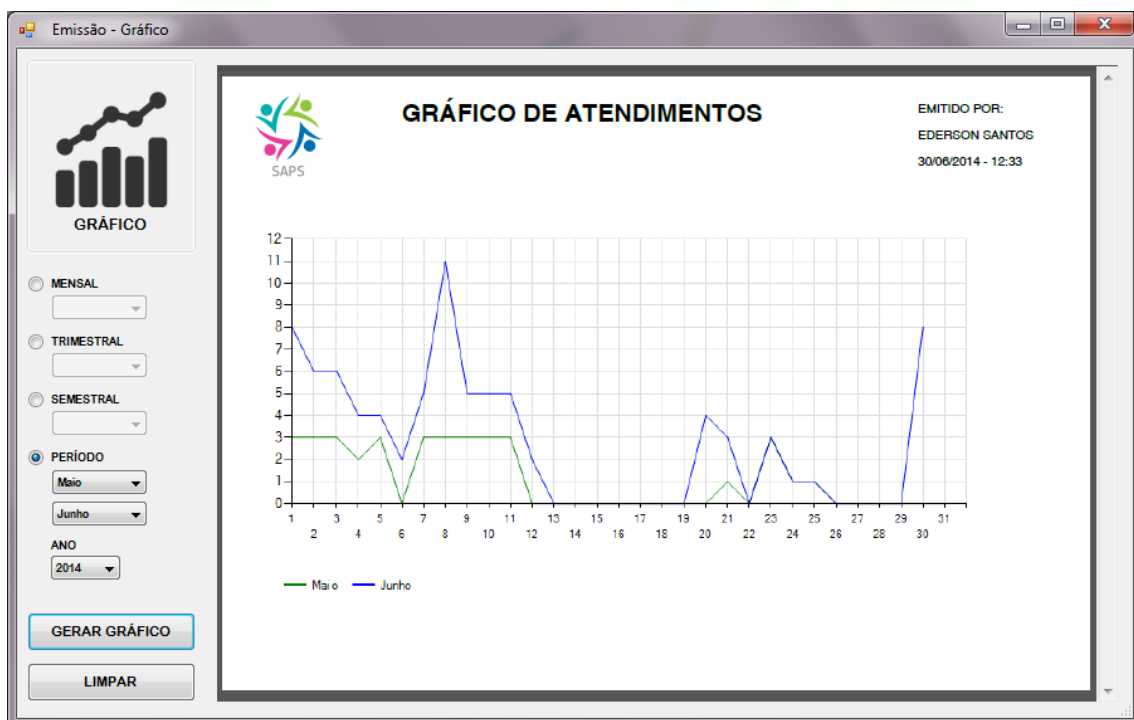 Emissão - Gráfico
GRÁFICO
MENSAL
TRIMESTRAL
SEMESTRAL
PERÍODO
Maio
Junho
ANO
2014
GERAR GRÁFICO
LIMPAR
SAPS
GRÁFICO DE ATENDIMENTOS
EMITIDO POR:
EDERSON SANTOS
30/06/2014 - 12:33
12
11
10
9
8
7
6
5
4
3
2
1
0
1 3 5 7 9 11 13 15 17 19 21 23 25 27 29 31
2 4 6 8 10 12 14 16 18 20 22 24 26 28 30
Maio Junho